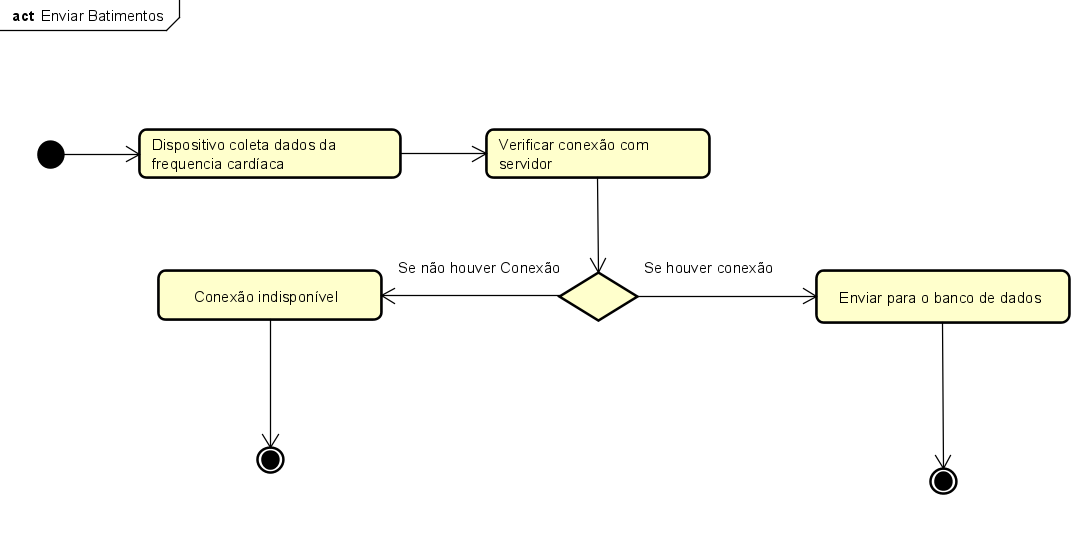 act Enviar Batimentos
Dispositivo coleta dados da
frequencia cardíaca
Verificar conexão com
servidor
Se não houver Conexão
Se houver conexão
Conexão indisponível
Enviar para o banco de dados